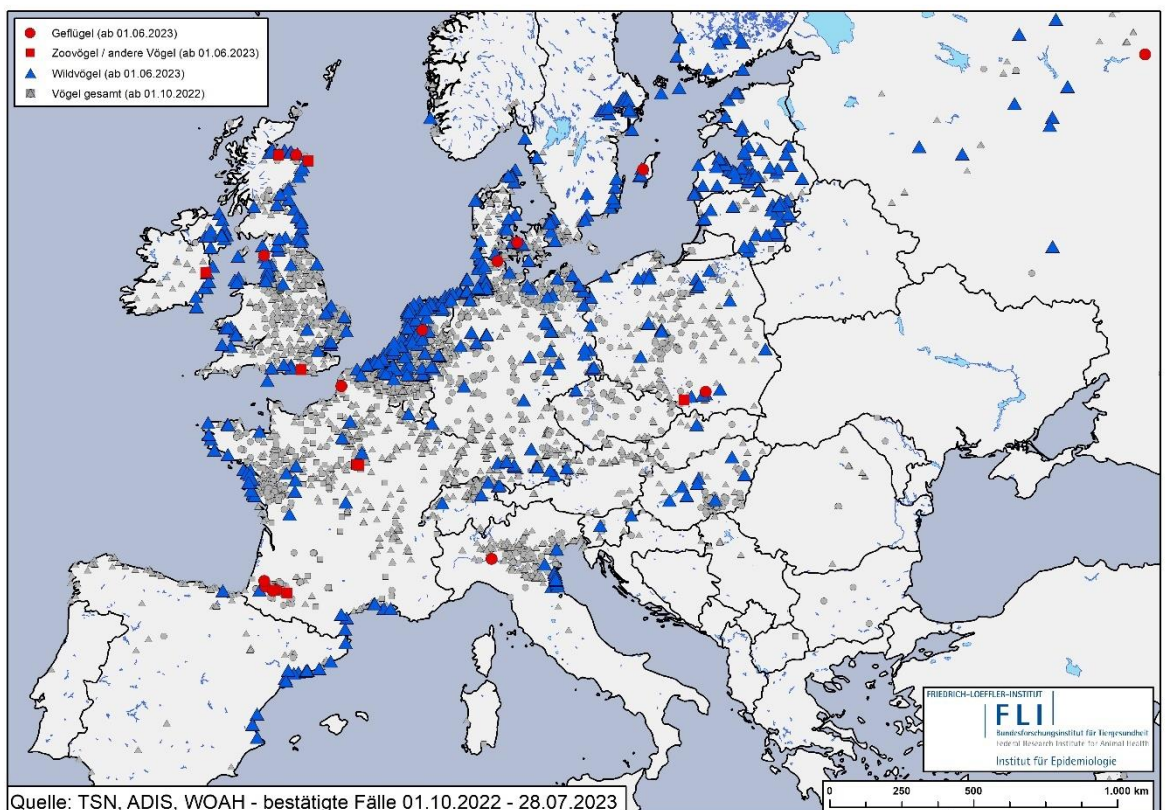 Geflügel (ab 01.06.2023)
Zoovögel / andere Vögel (ab 01.06.2023)
Wildvögel (ab 01.06.2023)
Vögel gesamt (ab 01.10.2022)
FRIEDRICH-LOEFFLER-INSTITUT
FLI
Bundesforschungsinstitut für Tiergesundheit
Federal Research Institute for Animal Health
Institut für Epidemiologie
0 250 500 1.000 km
Quelle: TSN, ADIS, WOAH - bestätigte Fälle 01.10.2022 - 28.07.2023